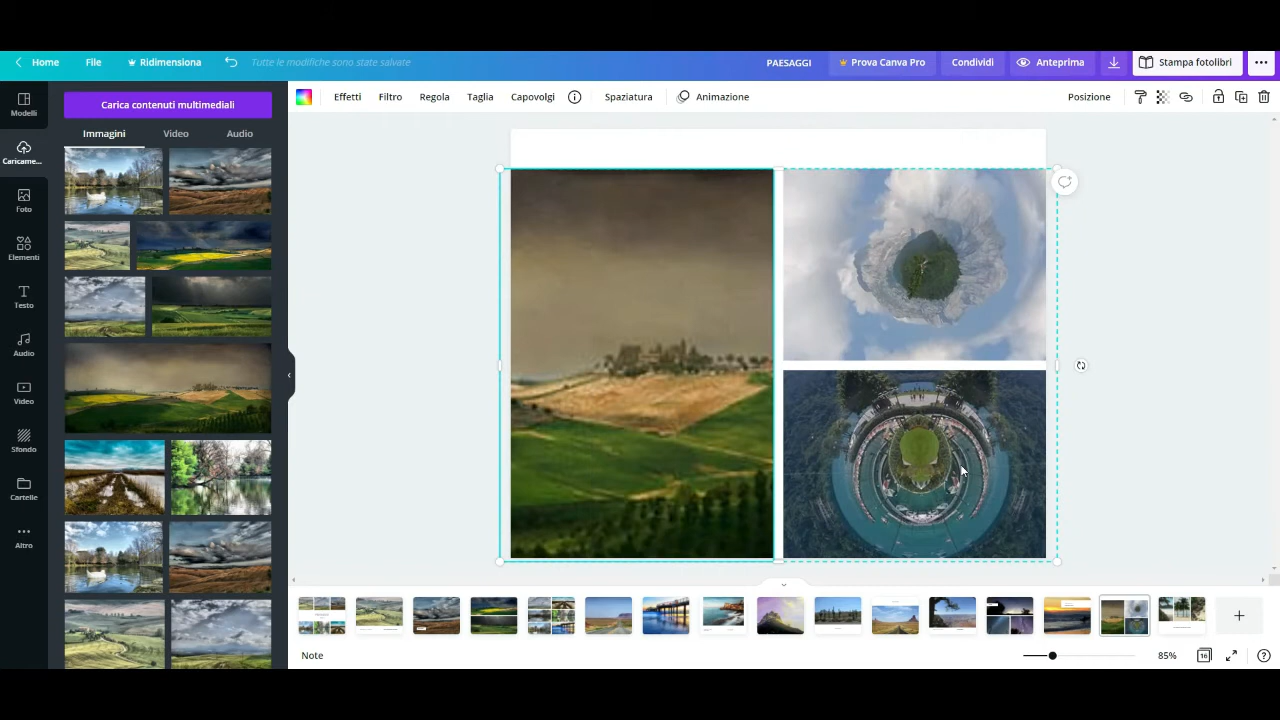 Home File Ridimensiona Tutte le modifiche sono state salvate PAESAGGI Prova Canva Pro Condividi Anteprima Stampa fotolibri
Modelli
Caricame...
Foto
Elementi
Testo
Audio
Video
Sfondo
Cartelle
Altro
Carica contenuti multimediali
Immagini Video Audio
Effetti Filtro Regola Taglia Capovolgi Spaziatura Animazione Posizione
Note 85% 16